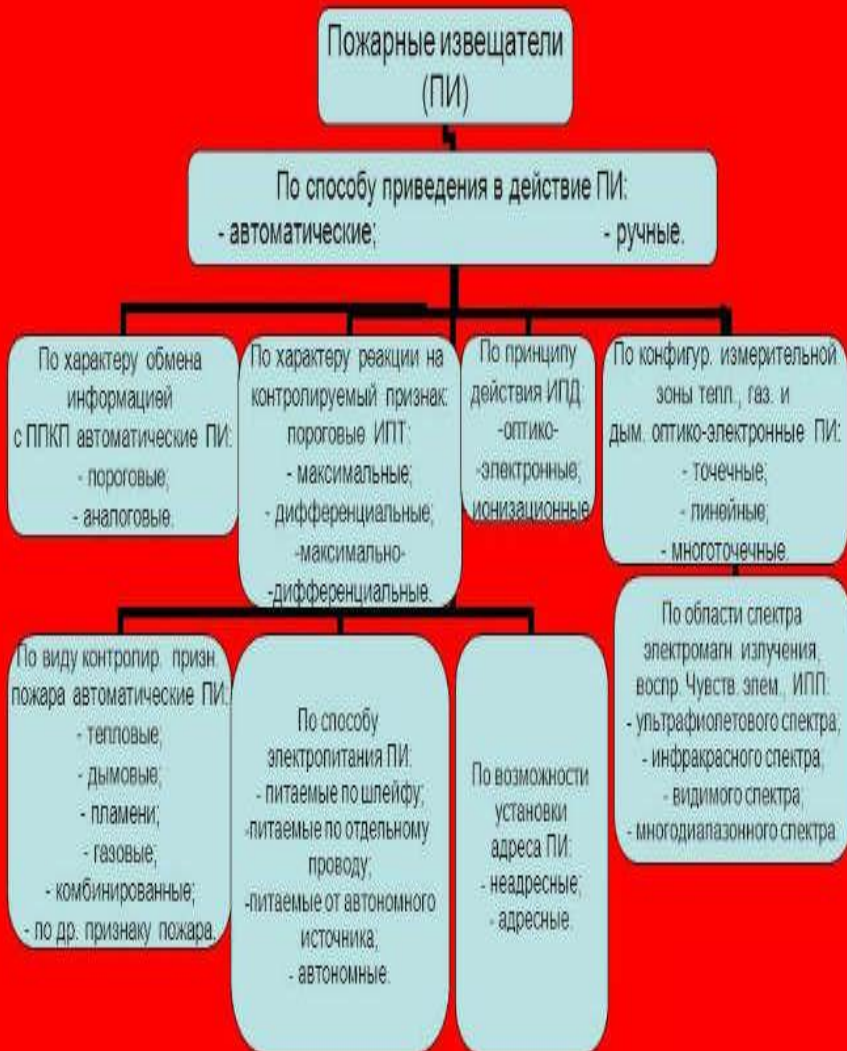 Пожарные извещатели
(ПИ)
По способу приведения в действие ПИ:
- автоматические; - ручные.
По характеру обмена
информацией
с ППКП автоматические ПИ:
- пороговые;
- аналоговые.
По характеру реакции на
контролируемый признак:
пороговые ИПТ:
- максимальные;
- дифференциальные;
-максимально-
-дифференциальные.
По принципу
действия ИПД:
-оптико-
-электронные;
ионизационные
По конфигур. измерительной
зоны тепл., газ. и
дым. оптико-электронные ПИ:
- точечные;
- линейные;
- многоточечные.
По области спектра
электромагн. излучения,
воспр. Чувств. элем.. ИПП:
- ультрафиолетового спектра;
- инфракрасного спектра;
- видимого спектра;
- многодиапазонного спектра
По виду контролир. призн.
пожара автоматические ПИ:
- тепловые;
- дымовые;
- пламени;
- газовые;
- комбинированные;
- по др. признаку пожара.
По способу
электропитания ПИ:
- питаемые по шлейфу;
-питаемые по отдельному
проводу;
-питаемые от автономного
источника;
- автономные.
По возможности
установки
адреса ПИ:
- неадресные;
- адресные.